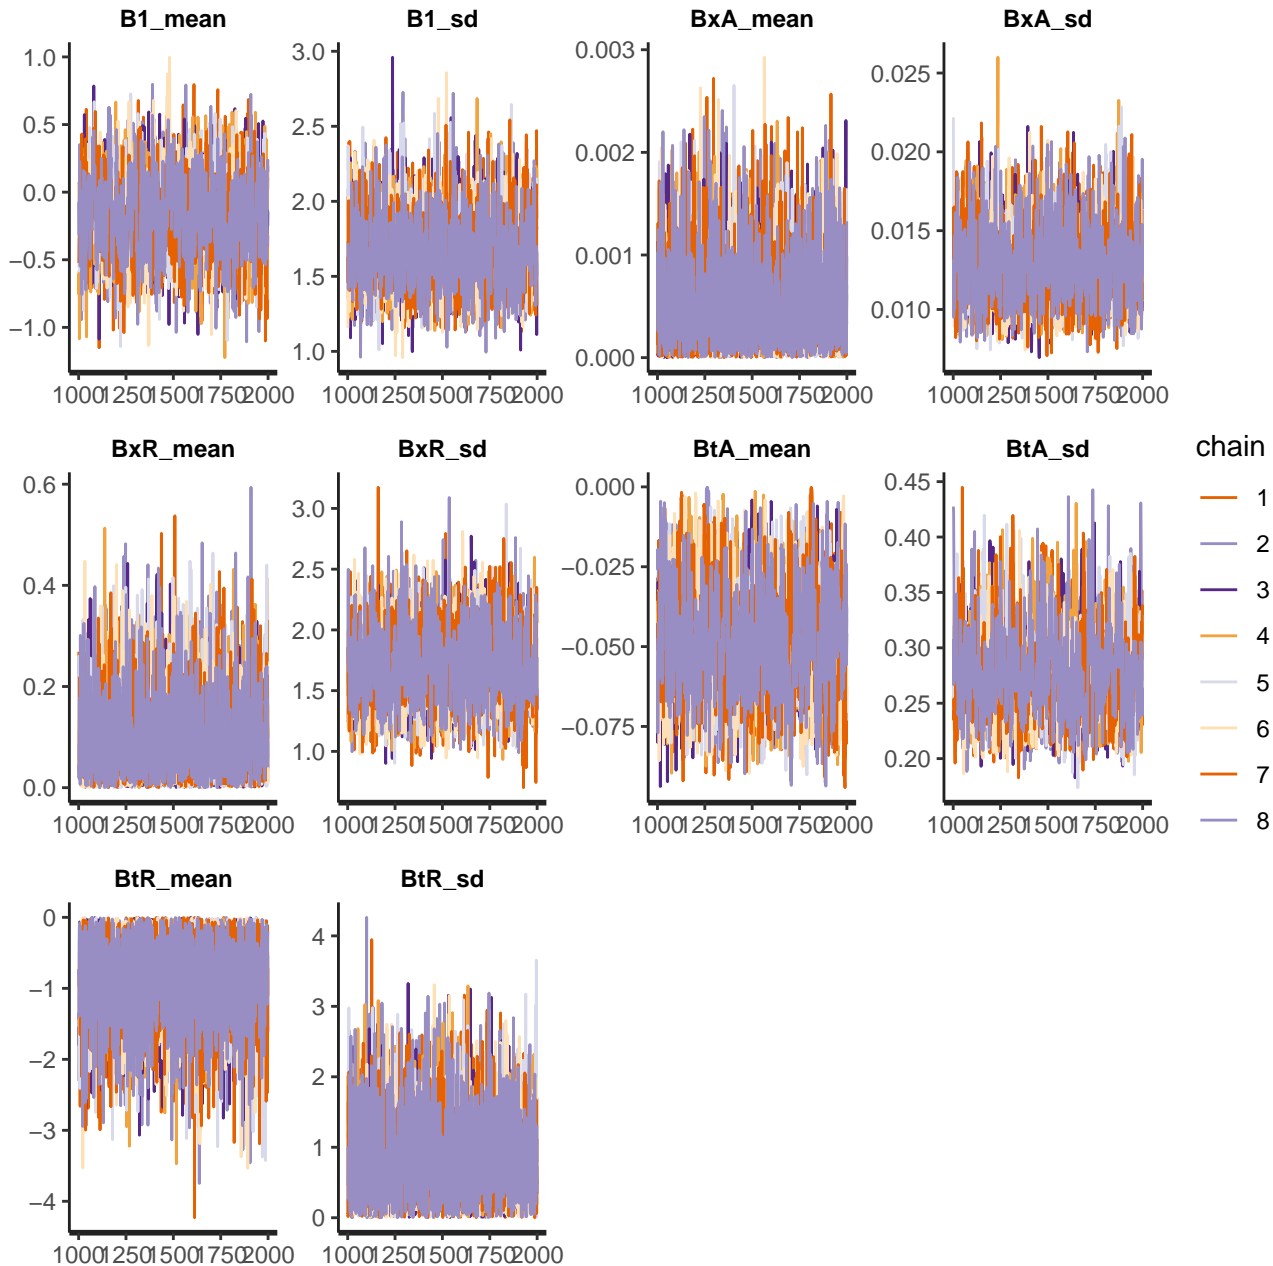 B1_mean B1_sd BxA_mean BxA_sd
1.0 0.5 0.0 −0.5 −1.0
3.0 2.5 2.0 1.5 1.0
0.003 0.002 0.001 0.000
0.025 0.020 0.015 0.010
1000 1250 1500 1750 2000 1000 1250 1500 1750 2000 1000 1250 1500 1750 2000 1000 1250 1500 1750 2000
BxR_mean BxR_sd BtA_mean BtA_sd
0.6 0.4 0.2 0.0
3.0 2.5 2.0 1.5 1.0
0.000 −0.025 −0.050 −0.075
0.45 0.40 0.35 0.30 0.25 0.20
1000 1250 1500 1750 2000 1000 1250 1500 1750 2000 1000 1250 1500 1750 2000 1000 1250 1500 1750 2000
chain
1
2
3
4
5
6
7
8
BtR_mean BtR_sd
0 −1 −2 −3 −4
4 3 2 1 0
1000 1250 1500 1750 2000 1000 1250 1500 1750 2000